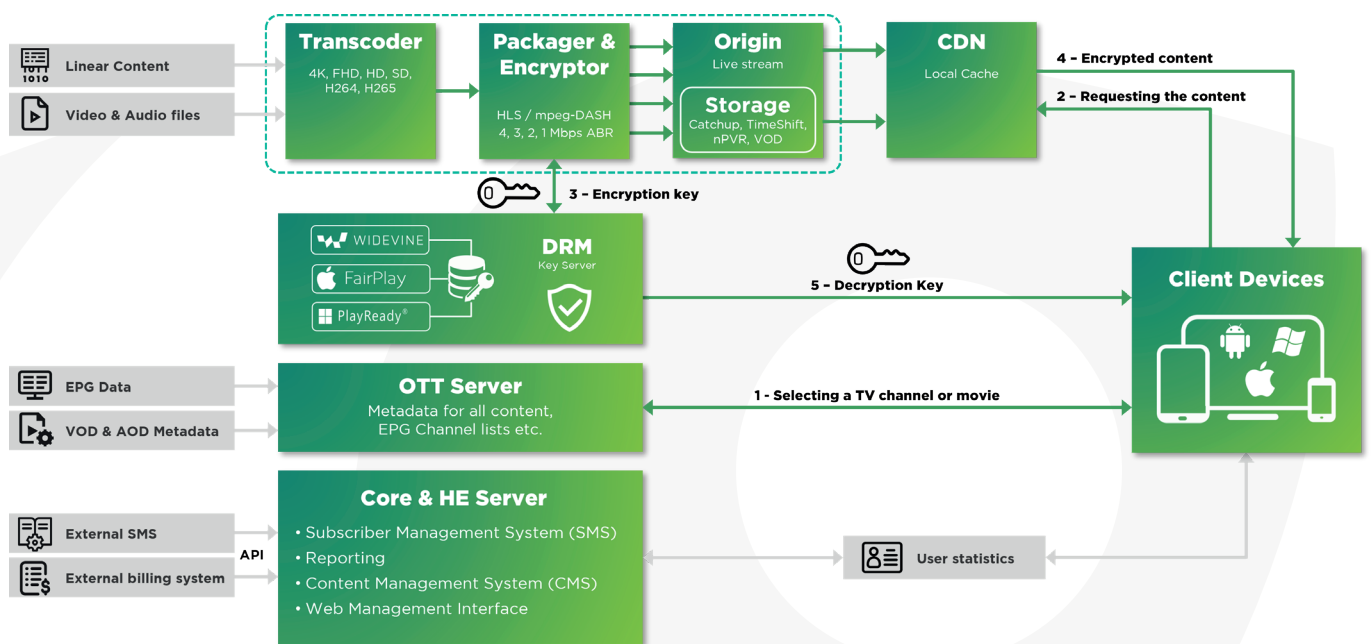 Linear Content
1011
1010
Video & Audio files
Transcoder
4K, FHD, HD, SD,
H264, H265
Packager &
Encryptor
HLS / mpeg-DASH
4, 3, 2, 1 Mbps ABR
Origin
Live stream
Storage
Catchup, TimeShift,
nPVR, VOD
CDN
Local Cache
4 – Encrypted content
2 – Requesting the content
3 – Encryption key
WIDEVINE
FairPlay
PlayReady®
DRM
Key Server
5 – Decryption Key
Client Devices
EPG Data
VOD & AOD Metadata
OTT Server
Metadata for all content,
EPG Channel lists etc.
1 - Selecting a TV channel or movie
External SMS
API
External billing system
Core & HE Server
• Subscriber Management System (SMS)
• Reporting
• Content Management System (CMS)
• Web Management Interface
User statistics